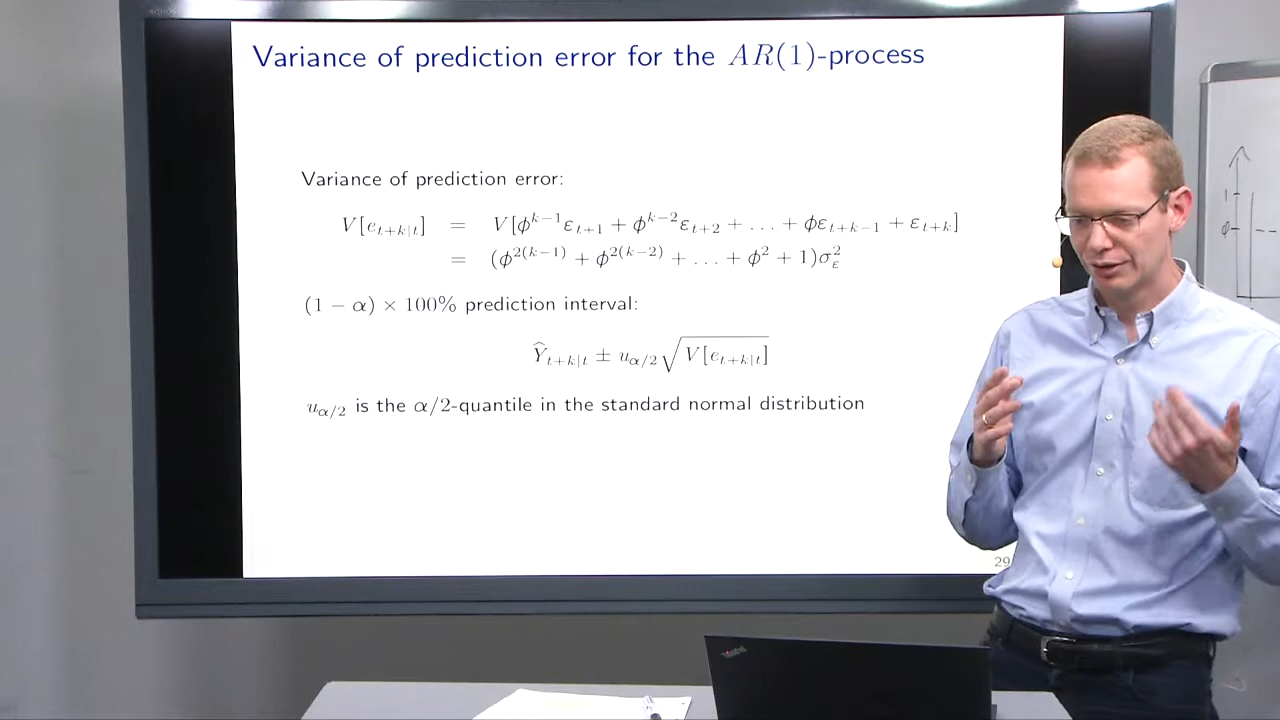 Variance of prediction error for the AR(1)-process
Variance of prediction error:
V[e_{t+k|t}] = V[ϕ^{k−1}ε_{t+1} + ϕ^{k−2}ε_{t+2} + … + ϕε_{t+k−1} + ε_{t+k}]
= (ϕ^{2(k−1)} + ϕ^{2(k−2)} + … + ϕ^2 + 1)σ_ε^2
(1 − α) × 100% prediction interval:
Ŷ_{t+k|t} ± u_{α/2}√V[e_{t+k|t}]
u_{α/2} is the α/2-quantile in the standard normal distribution
29
ThinkPad